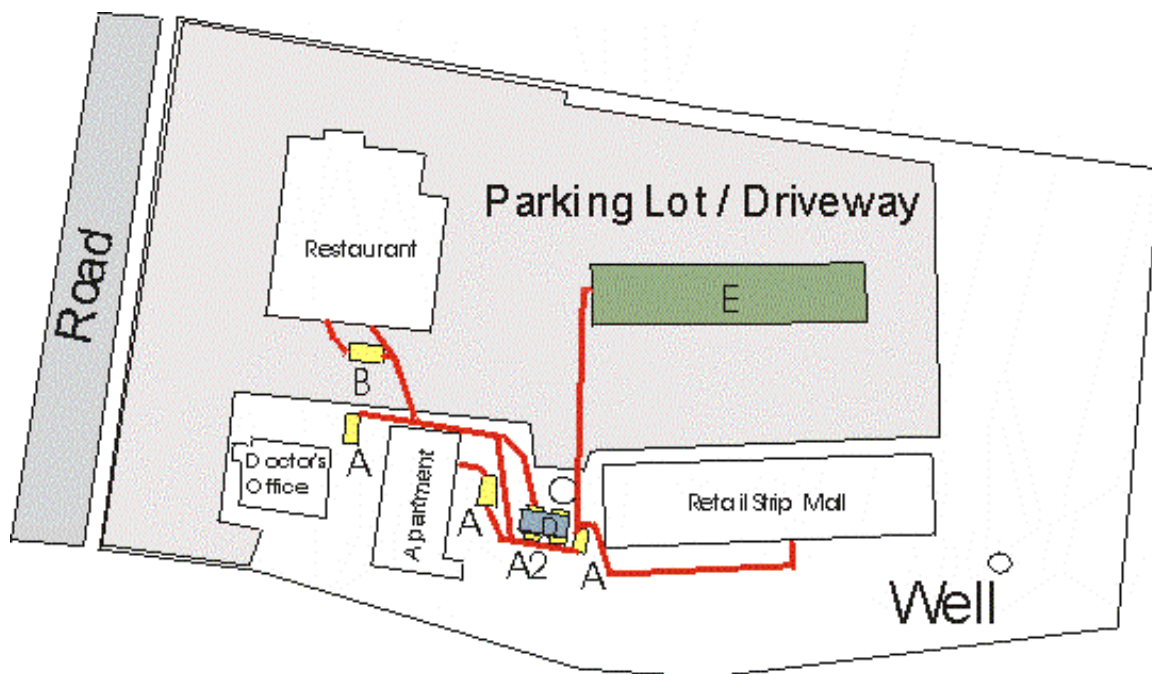 Road
Parking Lot / Driveway
Restaurant
E
B
A
Doctor's
Office
Apartment
A
C
D
A2
A
Retail Strip Mall
Well